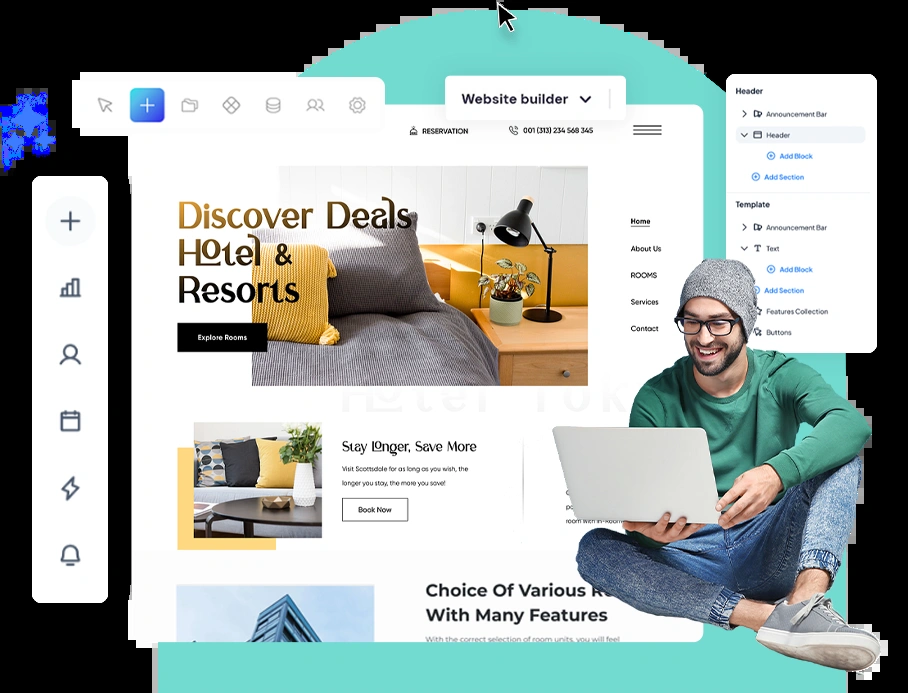 Website builder
RESERVATION
001 (313) 234 568 345
Discover Deals
Hotel &
Resorts
Explore Rooms
Home
About Us
ROOMS
Services
Contact
Header
Announcement Bar
Header
Add Block
Add Section
Template
Announcement Bar
Text
Add Block
Add Section
Features Collection
Buttons
Hotel Tok
Stay Longer, Save More
Visit Scottsdale for as long as you wish, the
longer you stay, the more you save!
Book Now
room with in-Room
Choice Of Various
With Many Features
With the correct selection of room units, you will feel